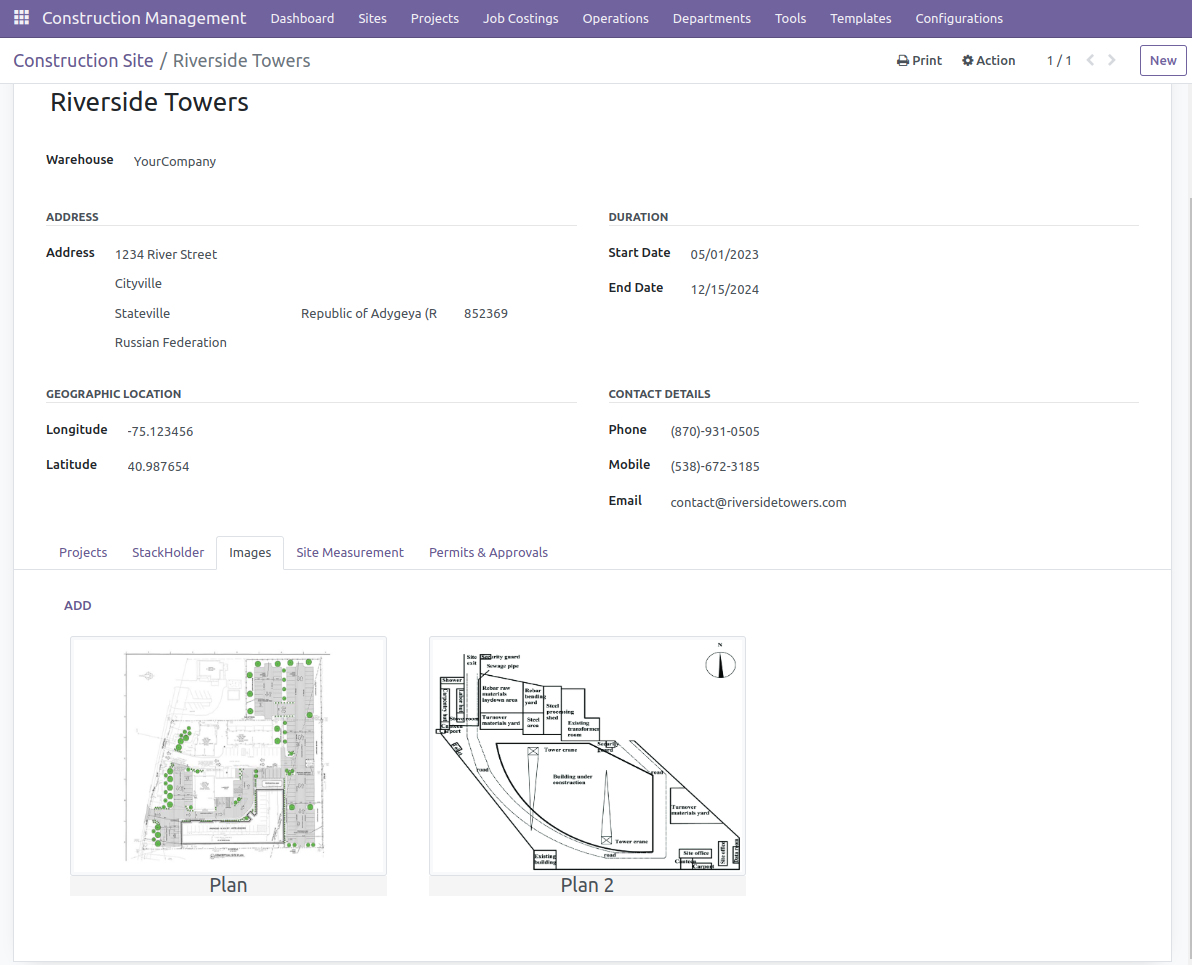 Construction Management Dashboard Sites Projects Job Costings Operations Departments Tools Templates Configurations
Construction Site / Riverside Towers Print Action 1 / 1 New
Riverside Towers
Warehouse YourCompany
ADDRESS
Address 1234 River Street
Cityville
Stateville Republic of Adygeya (R 852369
Russian Federation
DURATION
Start Date 05/01/2023
End Date 12/15/2024
GEOGRAPHIC LOCATION
Longitude -75.123456
Latitude 40.987654
CONTACT DETAILS
Phone (870)-931-0505
Mobile (538)-672-3185
Email contact@riversidetowers.com
Projects StackHolder Images Site Measurement Permits & Approvals
ADD
Plan
N
Site
exit
Security guard
Sewage pipe
Shower
Rebar raw
materials
laydown area
Rebar
bending
yard
Steel
processing
shed
Store room
Turnover
materials yard
Steel
area
Existing
transformer
room
Carport
Security
guard
road
Tower crane
Building under
construction
road
Turnover
materials yard
Tower crane
road
Existing
building
Site office
Canteen
Carport
Site office
Plan 2